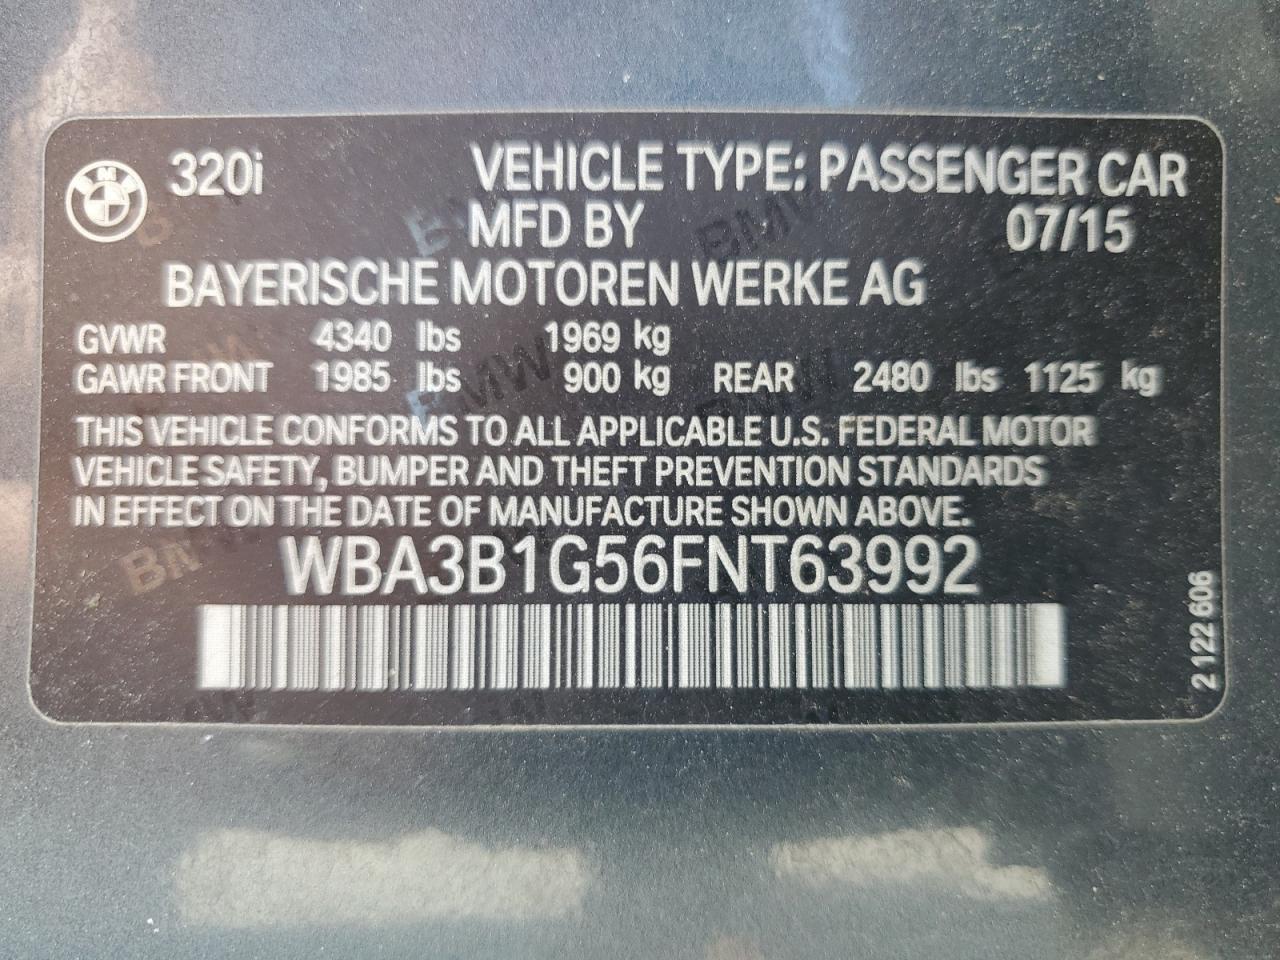 320i VEHICLE TYPE: PASSENGER CAR
MFD BY 07/15
BAYERISCHE MOTOREN WERKE AG
GVWR 4340 lbs 1969 kg
GAWR FRONT 1985 lbs 900 kg REAR 2480 lbs 1125 kg
THIS VEHICLE CONFORMS TO ALL APPLICABLE U.S. FEDERAL MOTOR
VEHICLE SAFETY, BUMPER AND THEFT PREVENTION STANDARDS
IN EFFECT ON THE DATE OF MANUFACTURE SHOWN ABOVE.
WBA3B1G56FNT63992
2 122 606